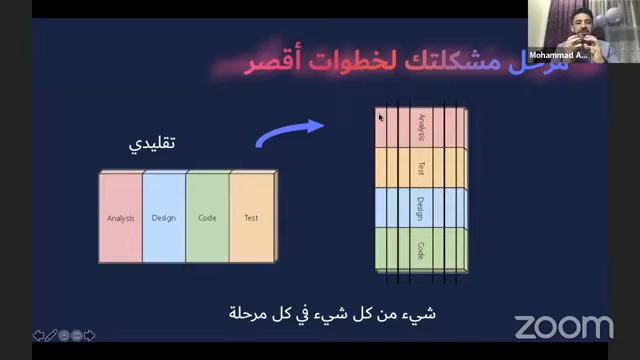 مرحل مشكلتك لخطوات أقصر
Mohammad A...
تقليدي
Analysis
Design
Code
Test
Analysis
Test
Design
Code
شيء من كل شيء في كل مرحلة
zoom